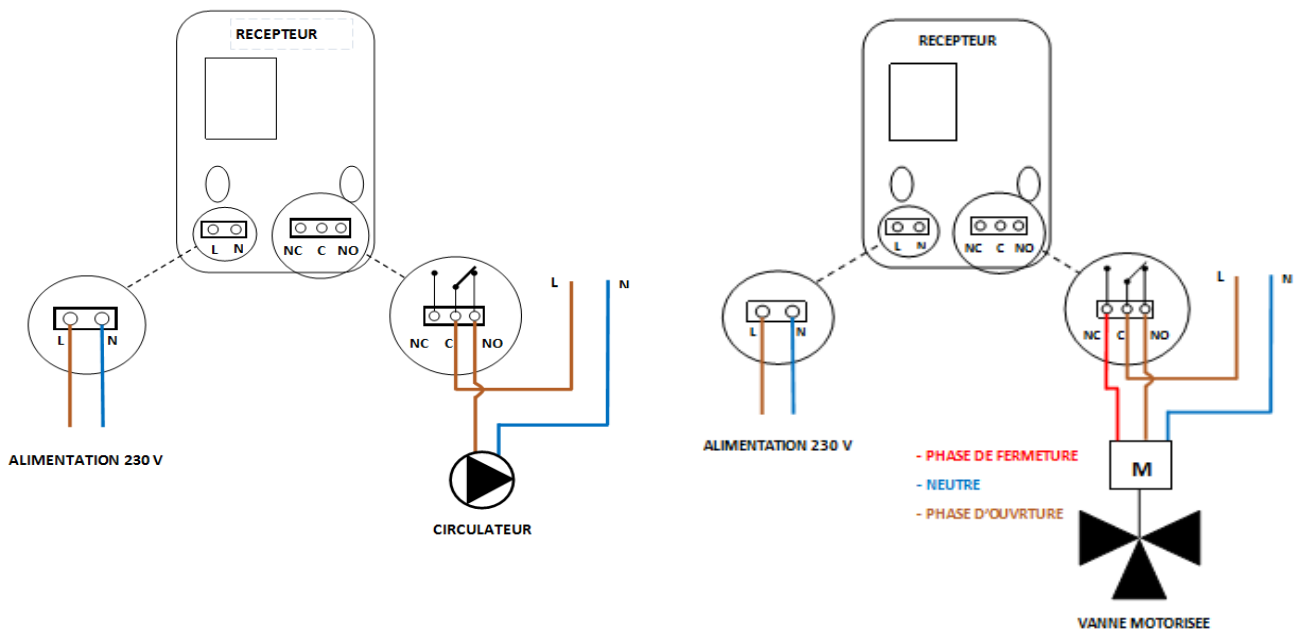 RECEPTEUR
L N
NC C NO
L N
NC C NO
L
N
ALIMENTATION 230 V
CIRCULATEUR
RECEPTEUR
L N
NC C NO
L N
NC C NO
L
N
ALIMENTATION 230 V
- PHASE DE FERMETURE
- NEUTRE
- PHASE D'OUVRTURE
M
VANNE MOTORISEE